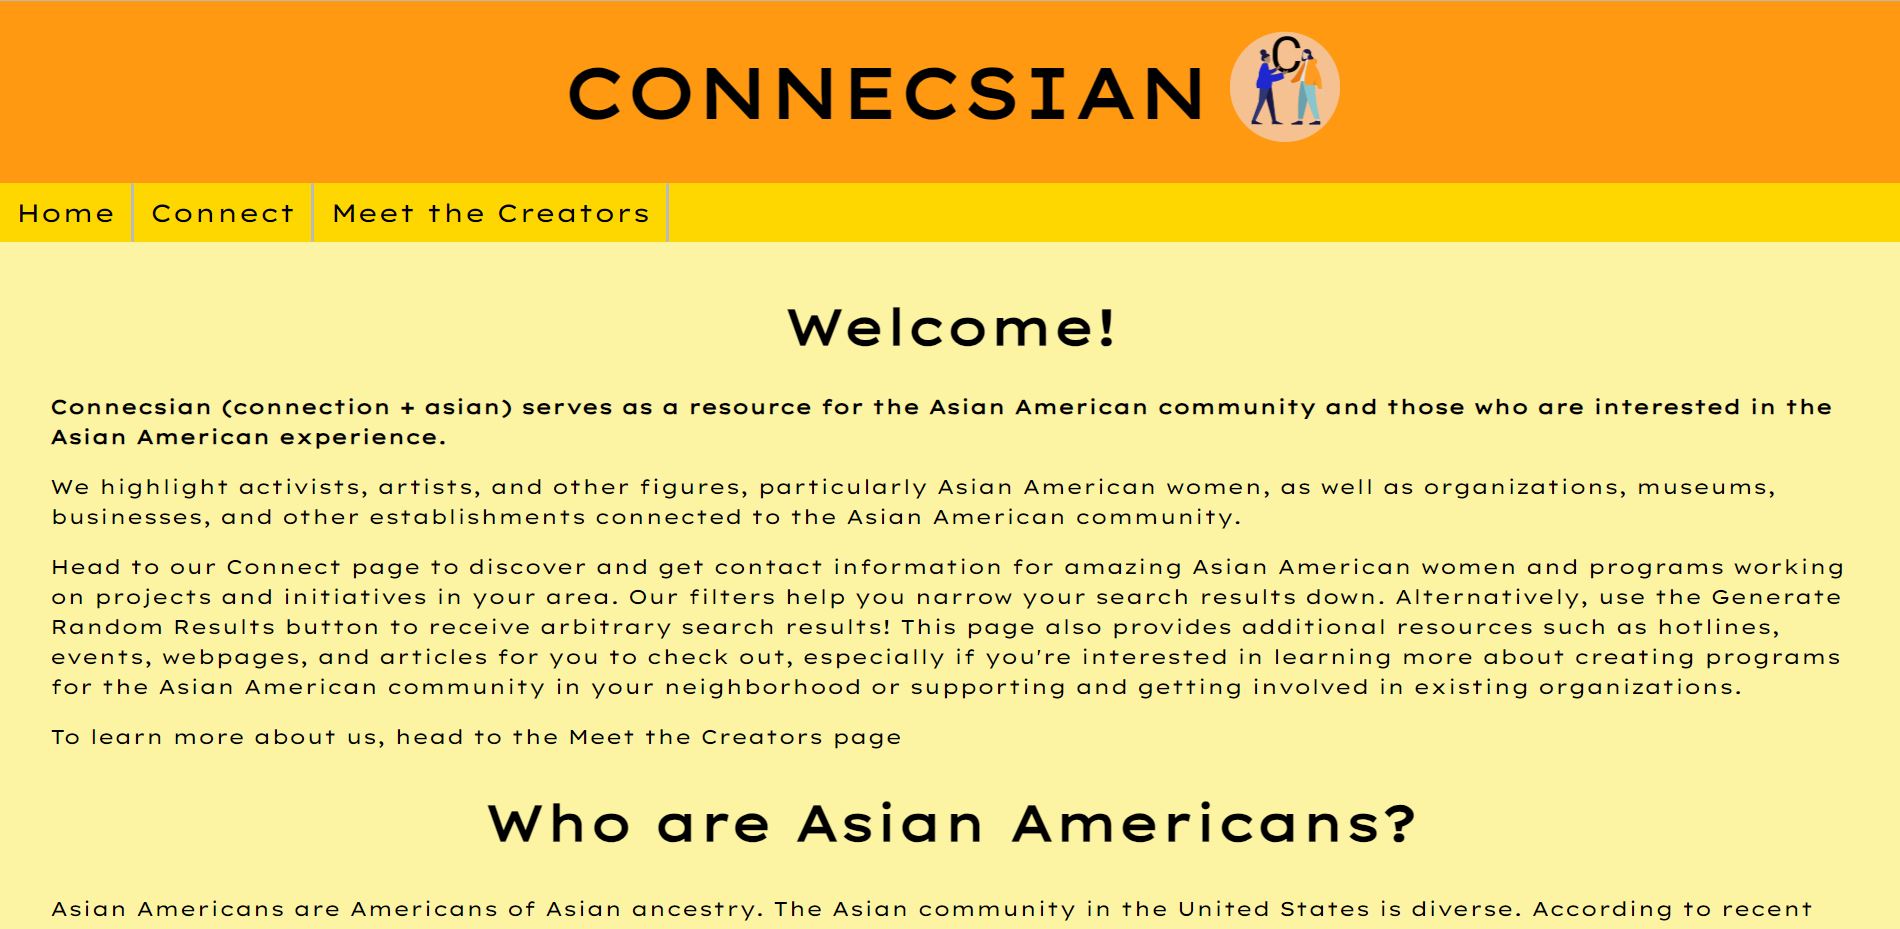 CONNECSIAN
C
Home
Connect
Meet the Creators
Welcome!
Connecsian (connection + asian) serves as a resource for the Asian American community and those who are interested in the
Asian American experience.
We highlight activists, artists, and other figures, particularly Asian American women, as well as organizations, museums,
businesses, and other establishments connected to the Asian American community.
Head to our Connect page to discover and get contact information for amazing Asian American women and programs working
on projects and initiatives in your area. Our filters help you narrow your search results down. Alternatively, use the Generate
Random Results button to receive arbitrary search results! This page also provides additional resources such as hotlines,
events, webpages, and articles for you to check out, especially if you're interested in learning more about creating programs
for the Asian American community in your neighborhood or supporting and getting involved in existing organizations.
To learn more about us, head to the Meet the Creators page
Who are Asian Americans?
Asian Americans are Americans of Asian ancestry. The Asian community in the United States is diverse. According to recent